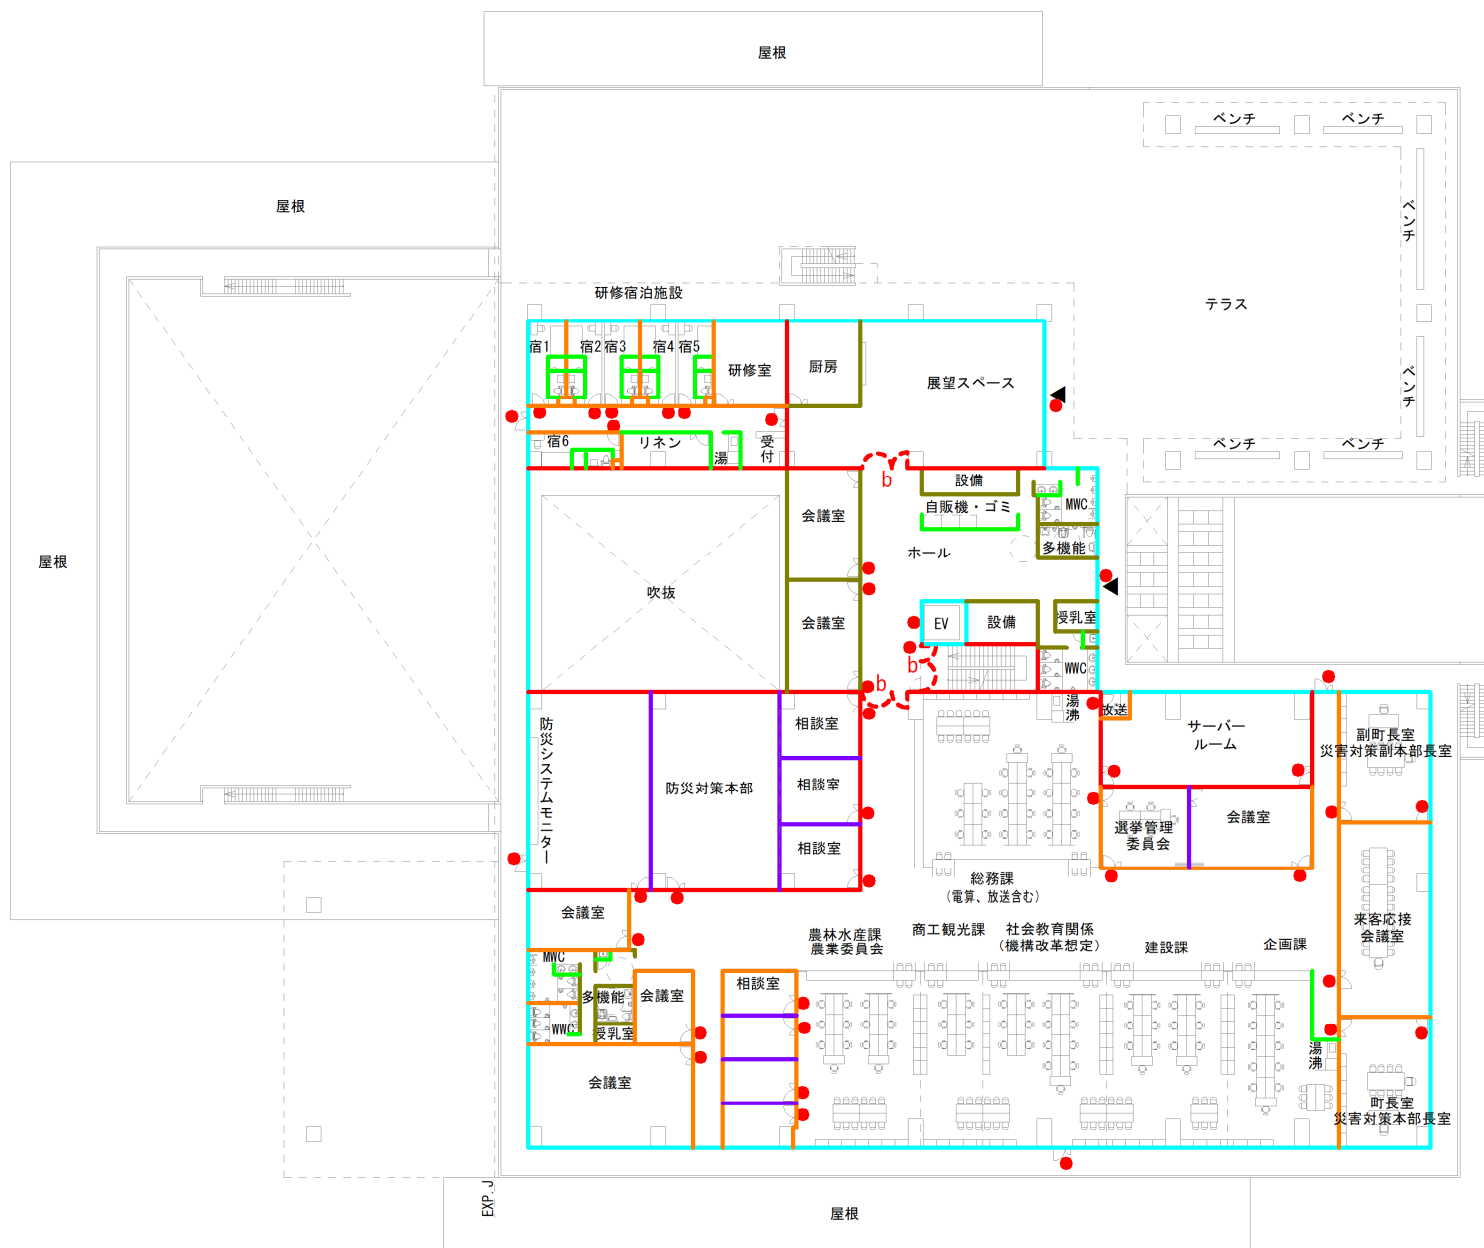 屋根
ベンチ
ベンチ
屋根
ベンチ
テラス
研修宿泊施設
宿1
宿2
宿3
宿4
宿5
研修室
厨房
展望スペース
ベンチ
宿6
リネン
湯
受付
ベンチ
ベンチ
b
設備
MWC
会議室
自販機・ゴミ
多機能
ホール
屋根
吹抜
会議室
EV
設備
授乳室
b
WWC
b
湯沸
放送
防災システムモニター
相談室
サーバー
ルーム
副町長室
災害対策副本部長室
防災対策本部
相談室
選挙管理
委員会
会議室
相談室
総務課
(電算、放送含む)
会議室
農林水産課
農業委員会
商工観光課
社会教育関係
(機構改革想定)
建設課
企画課
来客応接
会議室
MWC
多機能
会議室
相談室
WWC
授乳室
湯沸
会議室
町長室
災害対策本部長室
EXP.J
屋根